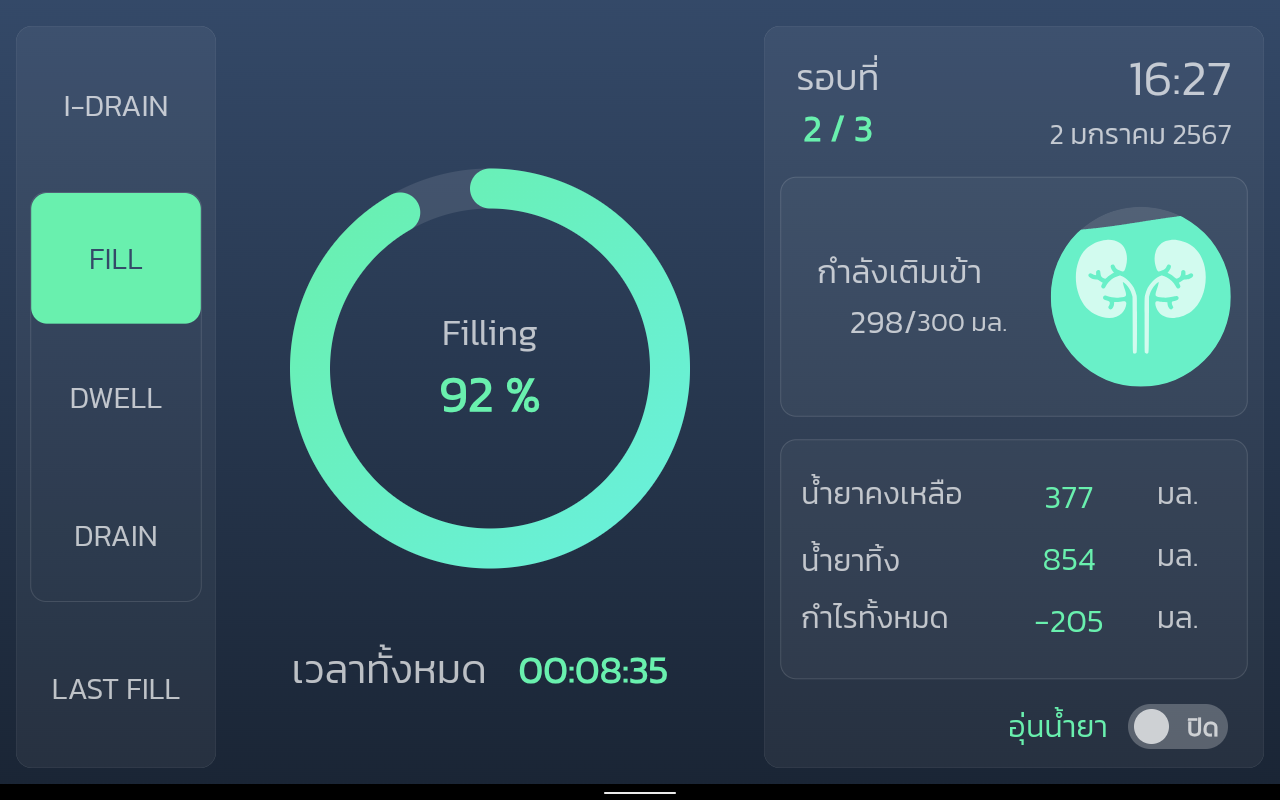 I-DRAIN
FILL
DWELL
DRAIN
LAST FILL
Filling
92 %
เวลาทั้งหมด 00:08:35
รอบที่ 16:27
2 / 3 2 มกราคม 2567
กำลังเติมเข้า
298/300 มล.
น้ำยาคงเหลือ 377 มล.
น้ำยาทิ้ง 854 มล.
กำไรทั้งหมด -205 มล.
อุ่นน้ำยา ปิด